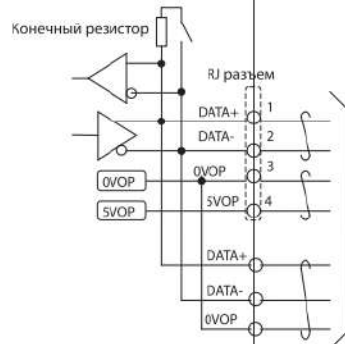 Конечный резистор
RJ разъем
DATA+ 1
DATA- 2
0VOP 0VOP 3
5VOP 5VOP 4
DATA+
DATA-
0VOP